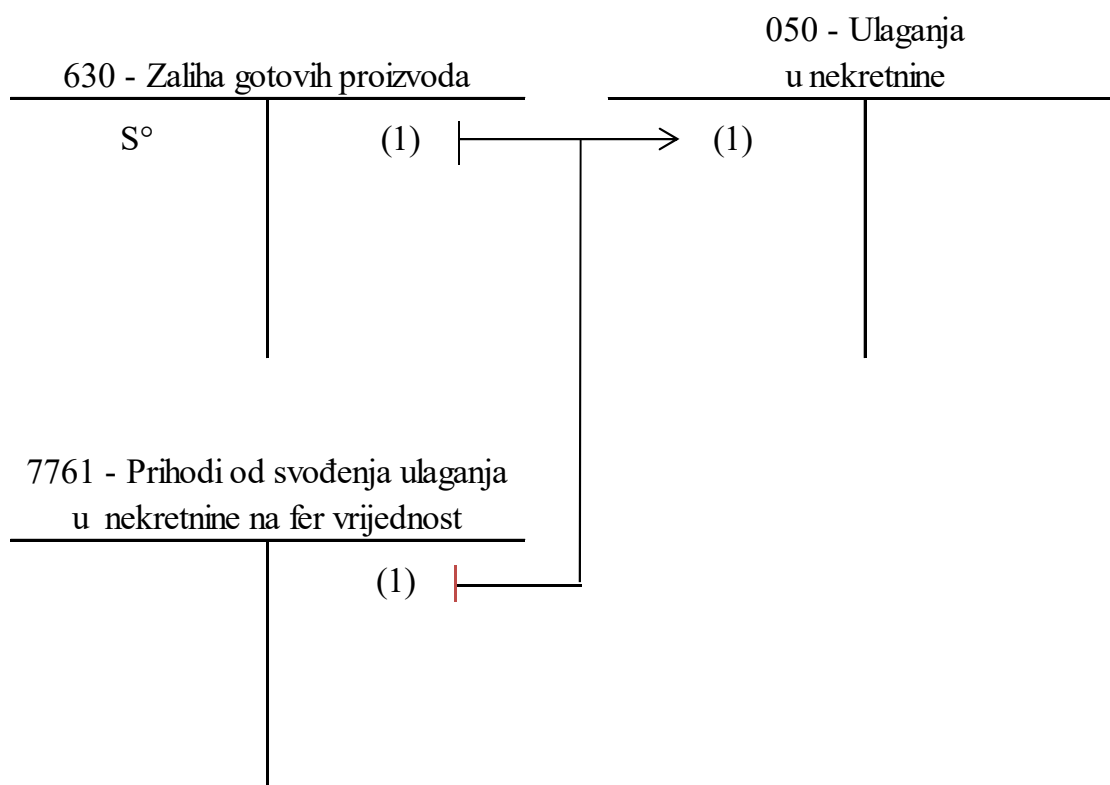 050 - Ulaganja
u nekretnine
630 - Zaliha gotovih proizvoda
S°
(1)
(1)
7761 - Prihodi od svođenja ulaganja
u nekretnine na fer vrijednost
(1)